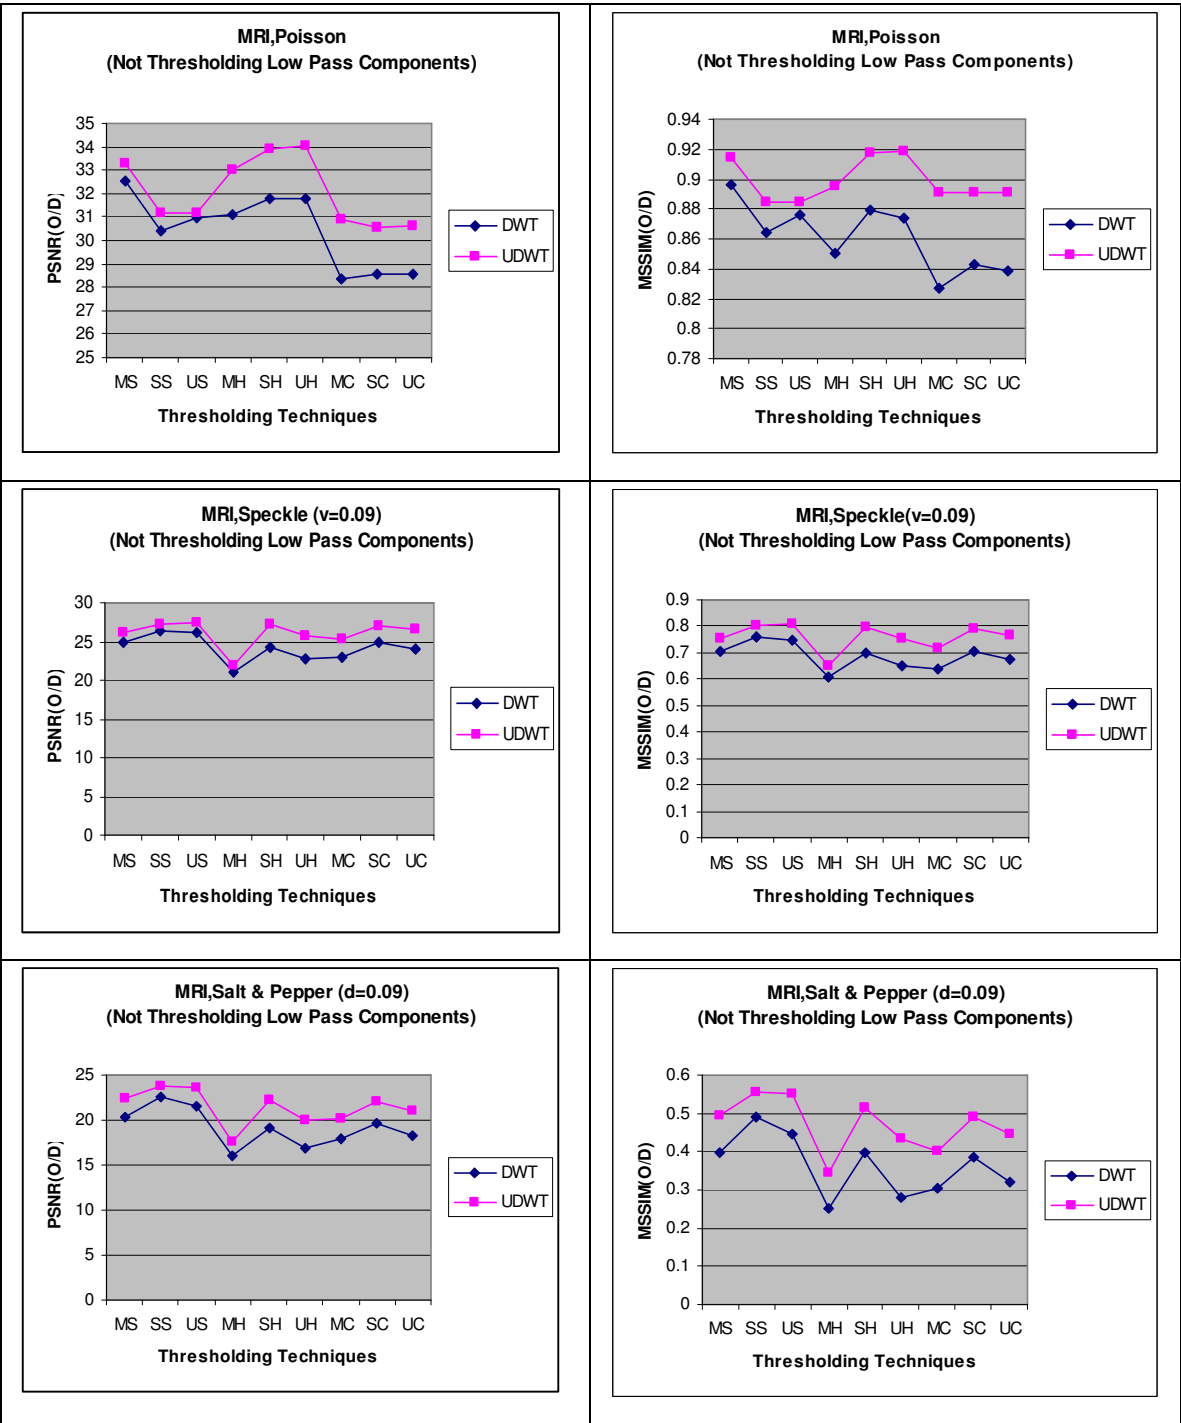 MRI,Poisson
(Not Thresholding Low Pass Components)
35
34
33
32
31
30
29
28
27
26
25
PSNR(O/D)
MS SS US MH SH UH MC SC UC
Thresholding Techniques
DWT
UDWT
MRI,Poisson
(Not Thresholding Low Pass Components)
0.94
0.92
0.9
0.88
0.86
0.84
0.82
0.8
0.78
MSSIM(O/D)
MS SS US MH SH UH MC SC UC
Thresholding Techniques
DWT
UDWT
MRI,Speckle (v=0.09)
(Not Thresholding Low Pass Components)
30
25
20
15
10
5
0
PSNR(O/D)
MS SS US MH SH UH MC SC UC
Thresholding Techniques
DWT
UDWT
MRI,Speckle(v=0.09)
(Not Thresholding Low Pass Components)
0.9
0.8
0.7
0.6
0.5
0.4
0.3
0.2
0.1
0
MSSIM(O/D)
MS SS US MH SH UH MC SC UC
Thresholding Techniques
DWT
UDWT
MRI,Salt & Pepper (d=0.09)
(Not Thresholding Low Pass Components)
25
20
15
10
5
0
PSNR(O/D)
MS SS US MH SH UH MC SC UC
Thresholding Techniques
DWT
UDWT
MRI,Salt & Pepper (d=0.09)
(Not Thresholding Low Pass Components)
0.6
0.5
0.4
0.3
0.2
0.1
0
MSSIM(O/D)
MS SS US MH SH UH MC SC UC
Thresholding Techniques
DWT
UDWT